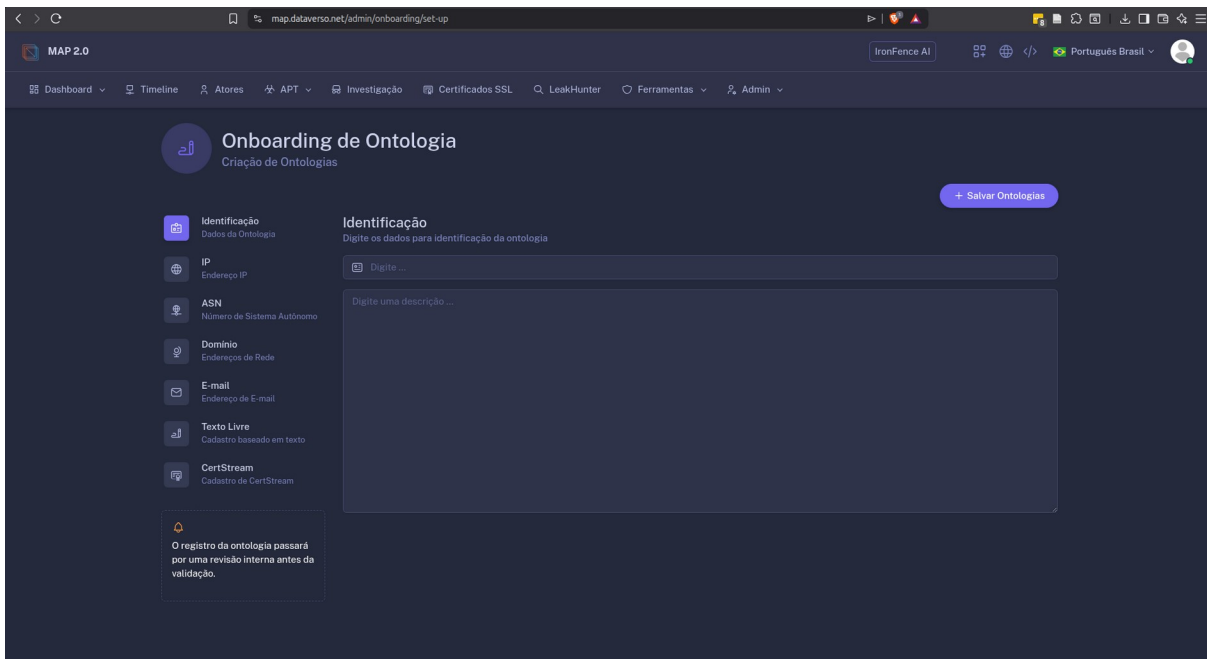 map.dataverso.net/admin/onboarding/set-up
MAP 2.0
IronFence AI
Português Brasil
Dashboard
Timeline
Atores
APT
Investigação
Certificados SSL
LeakHunter
Ferramentas
Admin
Onboarding de Ontologia
Criação de Ontologias
+ Salvar Ontologias
Identificação
Dados da Ontologia
IP
Endereço IP
ASN
Número de Sistema Autônomo
Domínio
Endereços de Rede
E-mail
Endereço de E-mail
Texto Livre
Cadastro baseado em texto
CertStream
Cadastro de CertStream
O registro da ontologia passará
por uma revisão interna antes da
validação.
Identificação
Digite os dados para identificação da ontologia
Digite ...
Digite uma descrição ...